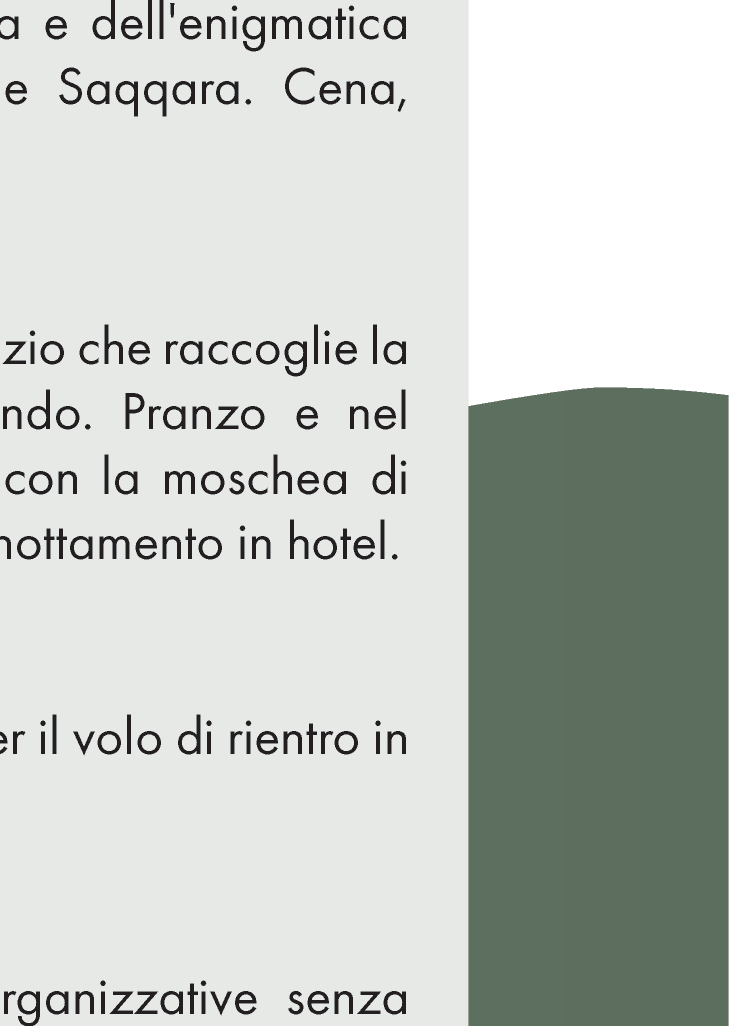 a e dell'enigmatica
e Saqqara. Cena,
zio che raccoglie la
ndo. Pranzo e nel
con la moschea di
nottamento in hotel.
er il volo di rientro in
rganizzative senza